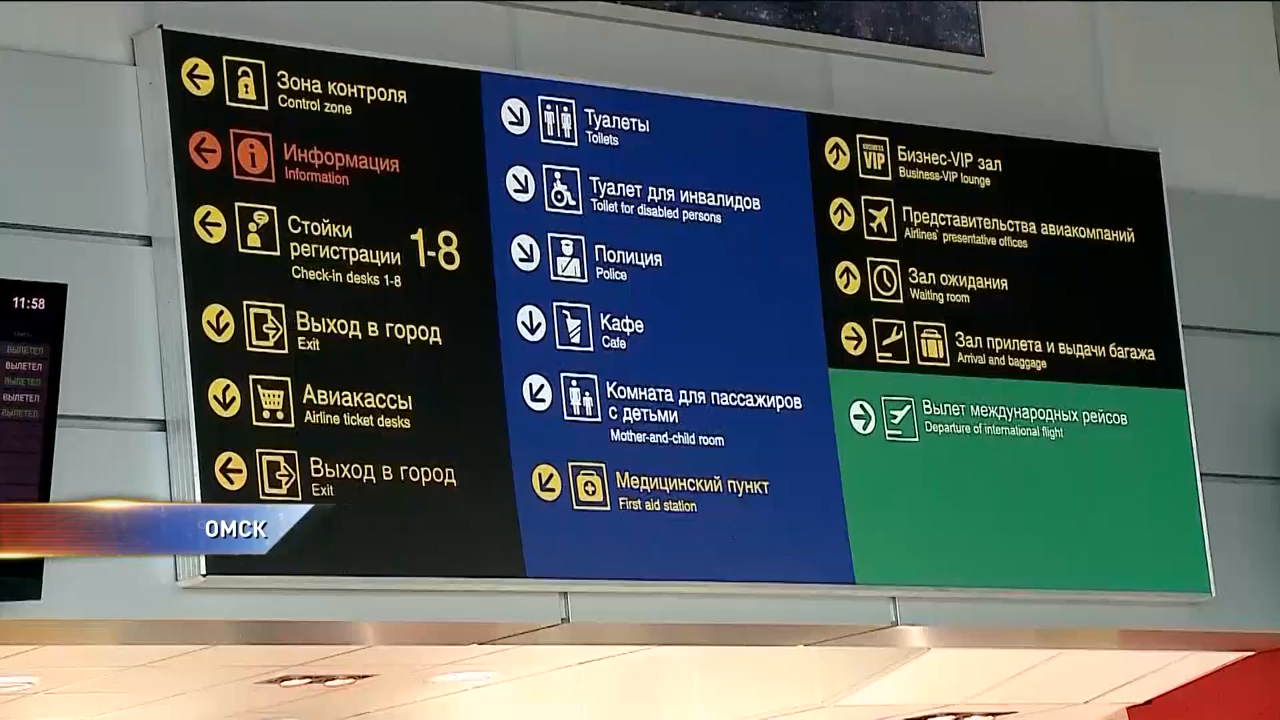 Зона контроля
Control zone
Информация
Information
Стойки
регистрации 1-8
Check-in desks 1-8
Выход в город
Exit
Авиакассы
Airline ticket desks
Выход в город
Exit
Туалеты
Toilets
Туалет для инвалидов
Toilet for disabled persons
Полиция
Police
Кафе
Cafe
Комната для пассажиров
с детьми
Mother-and-child room
Медицинский пункт
First aid station
BUSINESS
VIP
Бизнес-VIP зал
Business-VIP lounge
Представительства авиакомпаний
Airlines' presentative offices
Зал ожидания
Waiting room
Зал прилета и выдачи багажа
Arrival and baggage
Вылет международных рейсов
Departure of international flight
11:58
ВЫЛЕТЕЛ
ВЫЛЕТЕЛ
ВЫЛЕТЕЛ
ВЫЛЕТЕЛ
ВЫЛЕТЕЛ
ОМСК